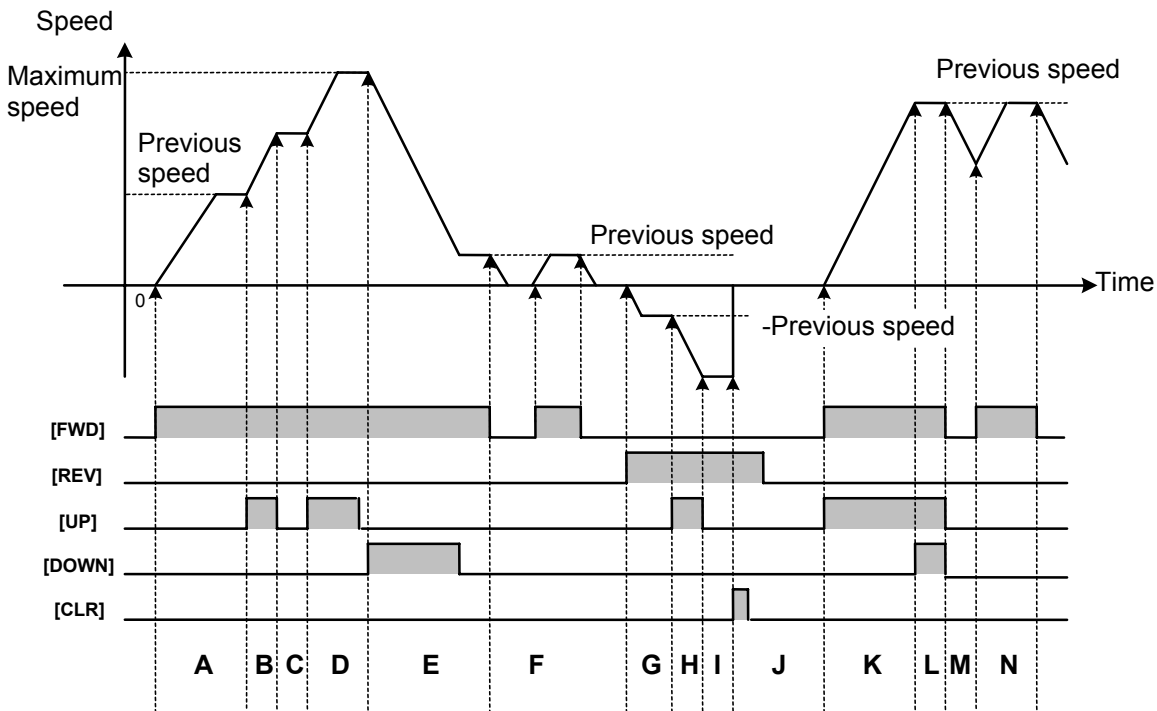 Speed
Maximum
speed
Previous speed
Previous
speed
Previous speed
Time
0
-Previous speed
[FWD]
[REV]
[UP]
[DOWN]
[CLR]
A B C D E F G H I J K L M N